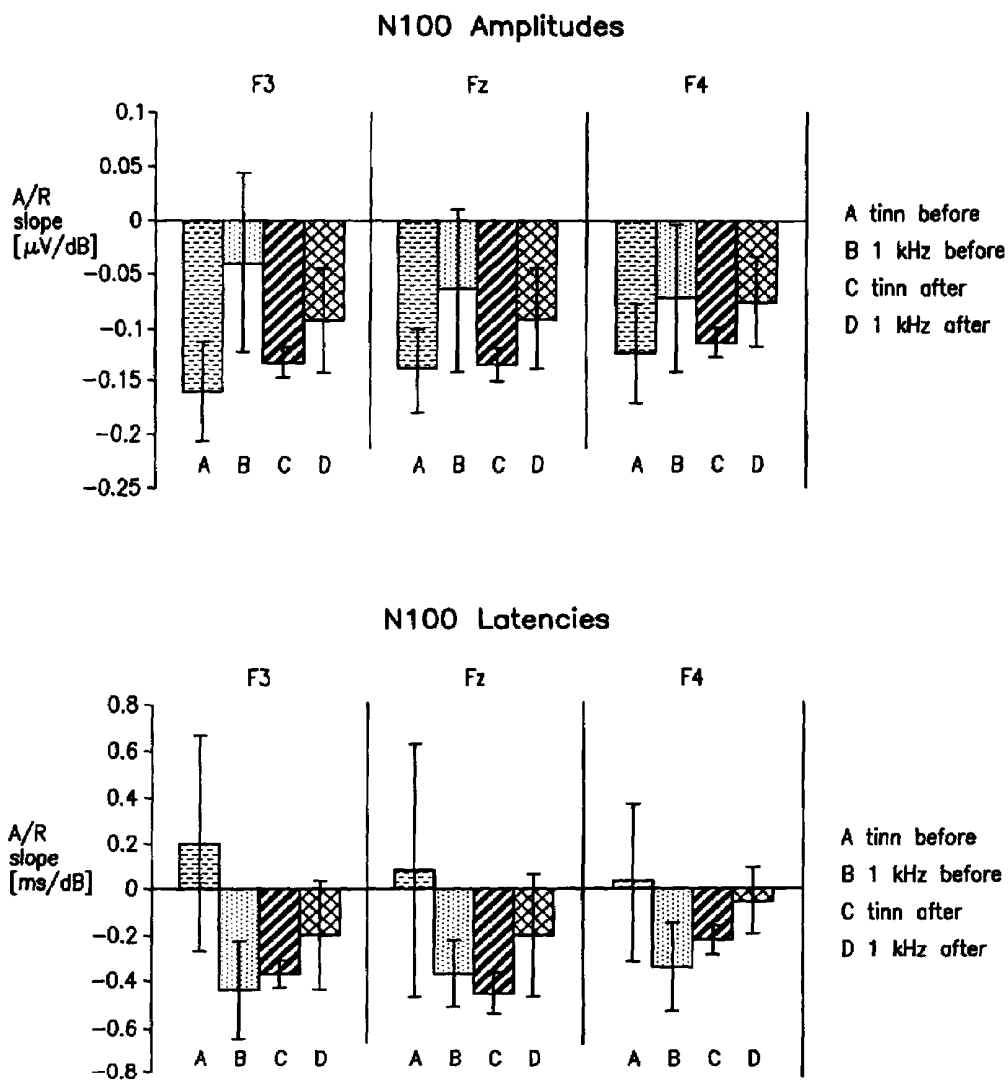 N100 Amplitudes
F3 Fz F4
0.1
0.05
0
−0.05
−0.1
−0.15
−0.2
−0.25
A/R
slope
[μV/dB]
A B C D A B C D A B C D
A tinn before
B 1 kHz before
C tinn after
D 1 kHz after
N100 Latencies
F3 Fz F4
0.8
0.6
0.4
0.2
0
−0.2
−0.4
−0.6
−0.8
A/R
slope
[ms/dB]
A B C D A B C D A B C D
A tinn before
B 1 kHz before
C tinn after
D 1 kHz after